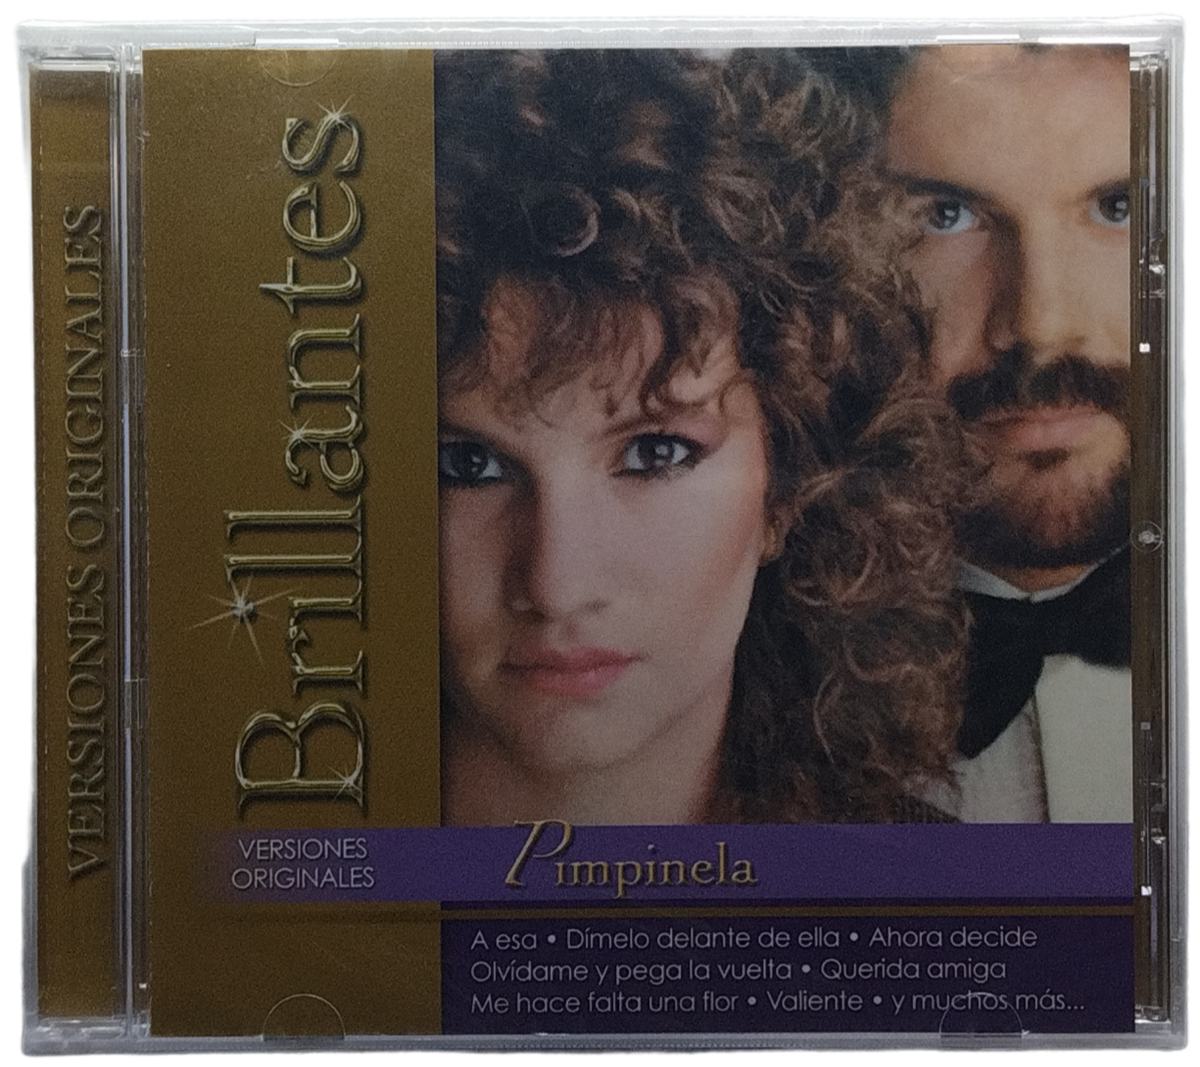 VERSIONES ORIGINALES
Brillantes
VERSIONES
ORIGINALES
Pimpinela
A esa • Dímelo delante de ella • Ahora decide
Olvídame y pega la vuelta • Querida amiga
Me hace falta una flor • Valiente • y muchos más...